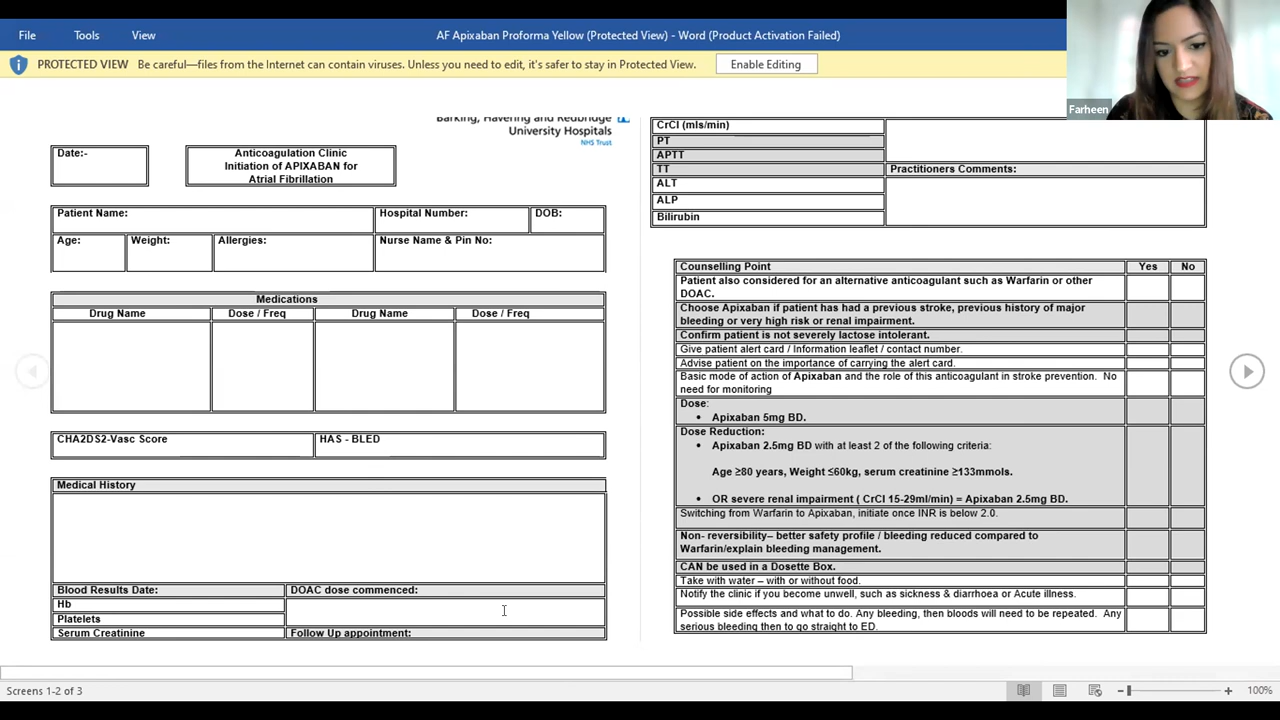 File Tools View AF Apixaban Proforma Yellow (Protected View) - Word (Product Activation Failed)
PROTECTED VIEW Be careful—files from the Internet can contain viruses. Unless you need to edit, it's safer to stay in Protected View. Enable Editing
Farheen
Barking, Havering and Redbridge
University Hospitals
NHS Trust
Date:-
Anticoagulation Clinic
Initiation of APIXABAN for
Atrial Fibrillation
Patient Name: Hospital Number: DOB:
Age: Weight: Allergies: Nurse Name & Pin No:
Medications
Drug Name Dose / Freq Drug Name Dose / Freq
CHA2DS2-Vasc Score HAS - BLED
Medical History
Blood Results Date: DOAC dose commenced:
Hb
Platelets
Serum Creatinine Follow Up appointment:
CrCl (mls/min)
PT
APTT
TT Practitioners Comments:
ALT
ALP
Bilirubin
Counselling Point Yes No
Patient also considered for an alternative anticoagulant such as Warfarin or other
DOAC.
Choose Apixaban if patient has had a previous stroke, previous history of major
bleeding or very high risk or renal impairment.
Confirm patient is not severely lactose intolerant.
Give patient alert card / Information leaflet / contact number.
Advise patient on the importance of carrying the alert card.
Basic mode of action of Apixaban and the role of this anticoagulant in stroke prevention. No
need for monitoring
Dose:
• Apixaban 5mg BD.
Dose Reduction:
• Apixaban 2.5mg BD with at least 2 of the following criteria:
Age ≥80 years, Weight ≤60kg, serum creatinine ≥133mmols.
• OR severe renal impairment ( CrCl 15-29ml/min) = Apixaban 2.5mg BD.
Switching from Warfarin to Apixaban, initiate once INR is below 2.0.
Non- reversibility– better safety profile / bleeding reduced compared to
Warfarin/explain bleeding management.
CAN be used in a Dosette Box.
Take with water – with or without food.
Notify the clinic if you become unwell, such as sickness & diarrhoea or Acute illness.
Possible side effects and what to do. Any bleeding, then bloods will need to be repeated. Any
serious bleeding then to go straight to ED.
Screens 1-2 of 3 100%